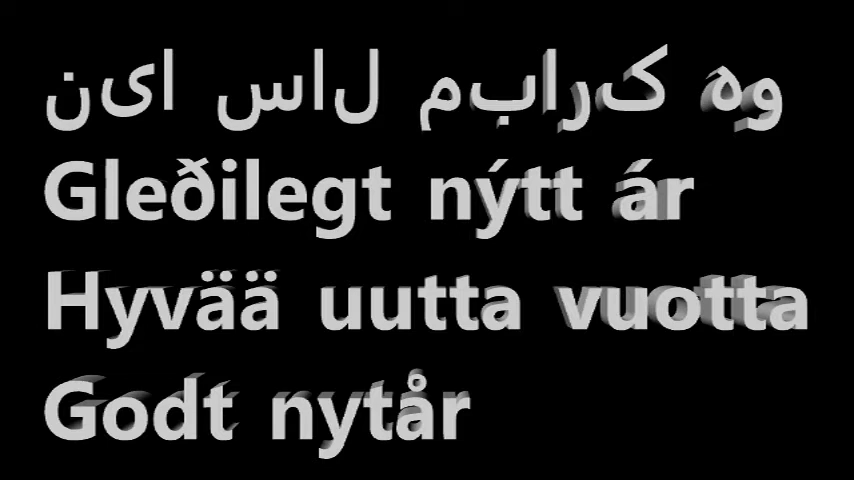 نیا سال مبارک ہو
Gleðilegt nýtt ár
Hyvää uutta vuotta
Godt nytår